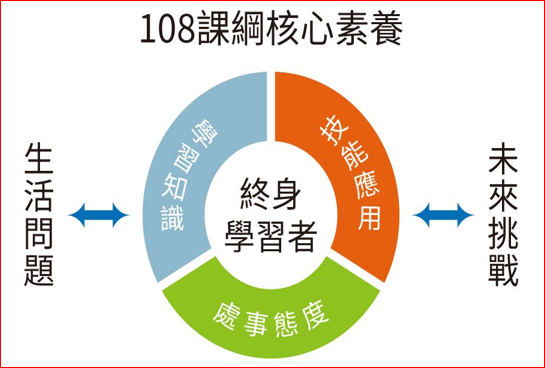 108課綱核心素養
生活問題
學習知識
技能應用
處事態度
終身
學習者
未來挑戰